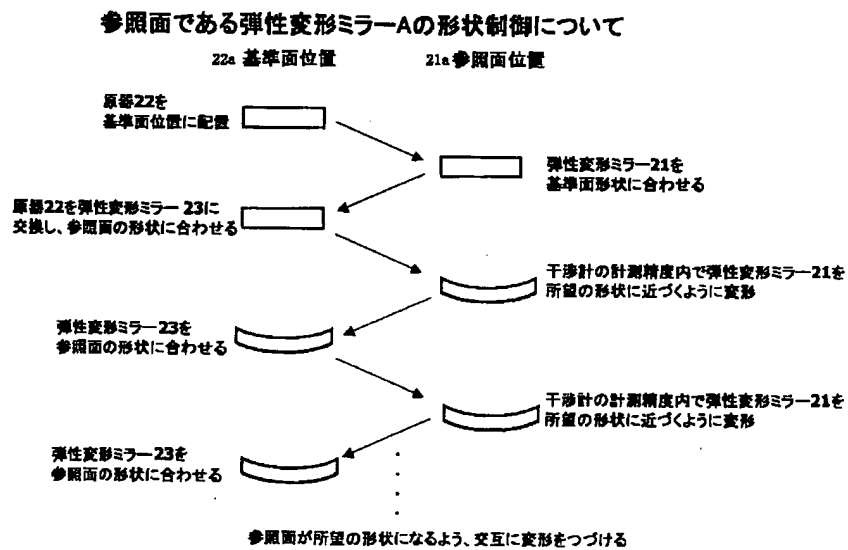 参照面である弾性変形ミラーAの形状制御について
22a 基準面位置
21a 参照面位置
原器22を
基準面位置に配置
弾性変形ミラー21を
基準面形状に合わせる
原器22を弾性変形ミラー 23に
交換し、参照面の形状に合わせる
干渉計の計測精度内で弾性変形ミラー21を
所望の形状に近づくように変形
弾性変形ミラー23を
参照面の形状に合わせる
干渉計の計測精度内で弾性変形ミラー21を
所望の形状に近づくように変形
弾性変形ミラー23を
参照面の形状に合わせる
参照面が所望の形状になるよう、交互に変形をつづける